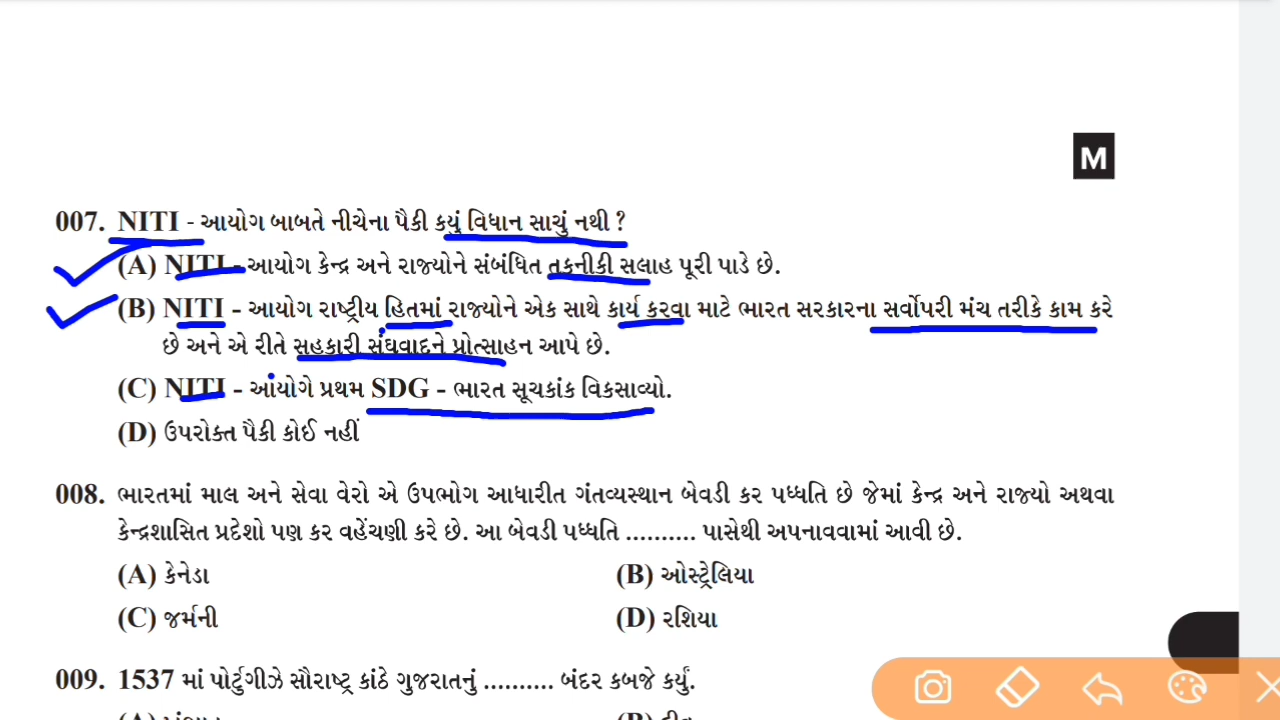 M
007. NITI - આયોગ બાબતે નીચેના પૈકી કયું વિધાન સાચું નથી ?
(A) NITI - આયોગ કેન્દ્ર અને રાજ્યોને સંબંધિત તકનીકી સલાહ પૂરી પાડે છે.
(B) NITI - આયોગ રાષ્ટ્રીય હિતમાં રાજ્યોને એક સાથે કાર્ય કરવા માટે ભારત સરકારના સર્વોપરી મંચ તરીકે કામ કરે
છે અને એ રીતે સહકારી સંઘવાદને પ્રોત્સાહન આપે છે.
(C) NITI - આયોગે પ્રથમ SDG - ભારત સૂચકાંક વિકસાવ્યો.
(D) ઉપરોક્ત પૈકી કોઈ નહીં
008. ભારતમાં માલ અને સેવા વેરો એ ઉપભોગ આધારીત ગંતવ્યસ્થાન બેવડી કર પધ્ધતિ છે જેમાં કેન્દ્ર અને રાજ્યો અથવા
કેન્દ્રશાસિત પ્રદેશો પણ કર વહેંચણી કરે છે. આ બેવડી પધ્ધતિ .......... પાસેથી અપનાવવામાં આવી છે.
(A) કેનેડા (B) ઓસ્ટ્રેલિયા
(C) જર્મની (D) રશિયા
009. 1537 માં પોર્ટુગીઝે સૌરાષ્ટ્ર કાંઠે ગુજરાતનું .......... બંદર કબજે કર્યું.